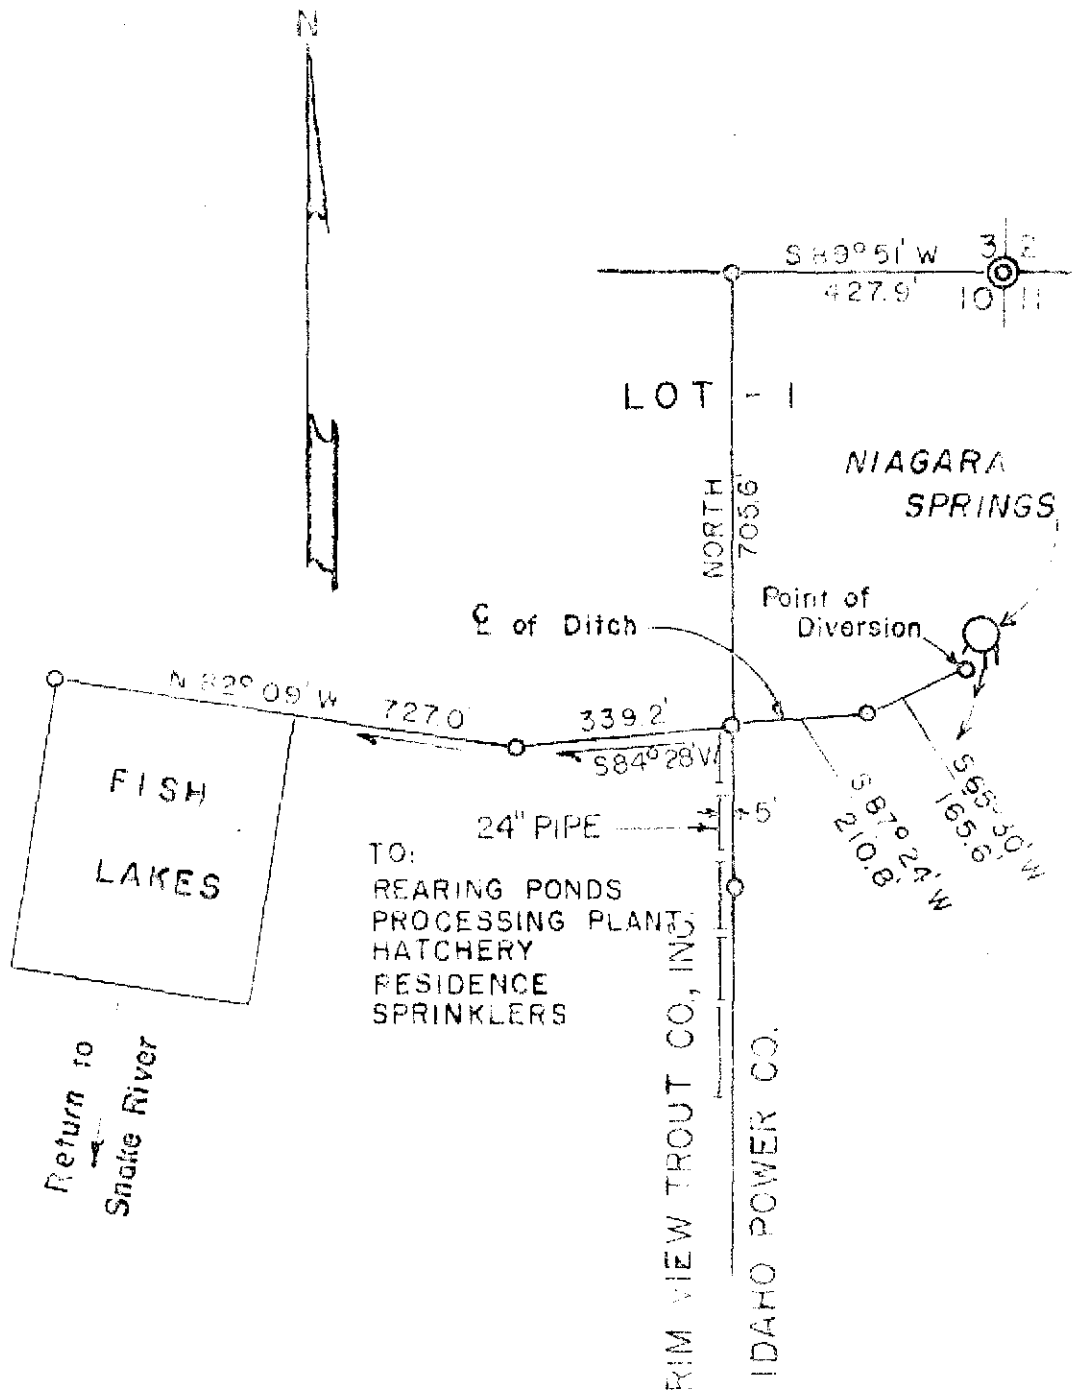 N
S 89° 51' W
427.9'
3 2
10 11
LOT - 1
NIAGARA
SPRINGS
NORTH
705.6'
Point of
Diversion
℄ of Ditch
N 82° 09' W
727.0'
339.2'
S84° 28' W
S 87° 24' W
210.8'
S 65° 30' W
165.6'
FISH
LAKES
24" PIPE
5'
TO:
REARING PONDS
PROCESSING PLANT
HATCHERY
RESIDENCE
SPRINKLERS
Return to
Snake River
RIM VIEW TROUT CO., INC.
IDAHO POWER CO.